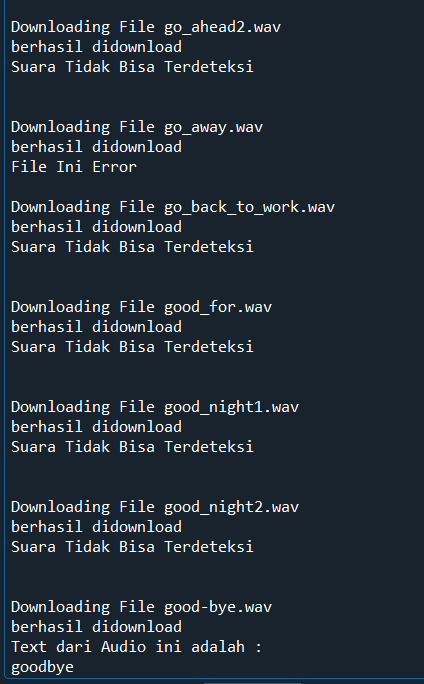 Downloading File go_ahead2.wav
berhasil didownload
Suara Tidak Bisa Terdeteksi
Downloading File go_away.wav
berhasil didownload
File Ini Error
Downloading File go_back_to_work.wav
berhasil didownload
Suara Tidak Bisa Terdeteksi
Downloading File good_for.wav
berhasil didownload
Suara Tidak Bisa Terdeteksi
Downloading File good_night1.wav
berhasil didownload
Suara Tidak Bisa Terdeteksi
Downloading File good_night2.wav
berhasil didownload
Suara Tidak Bisa Terdeteksi
Downloading File good-bye.wav
berhasil didownload
Text dari Audio ini adalah :
goodbye